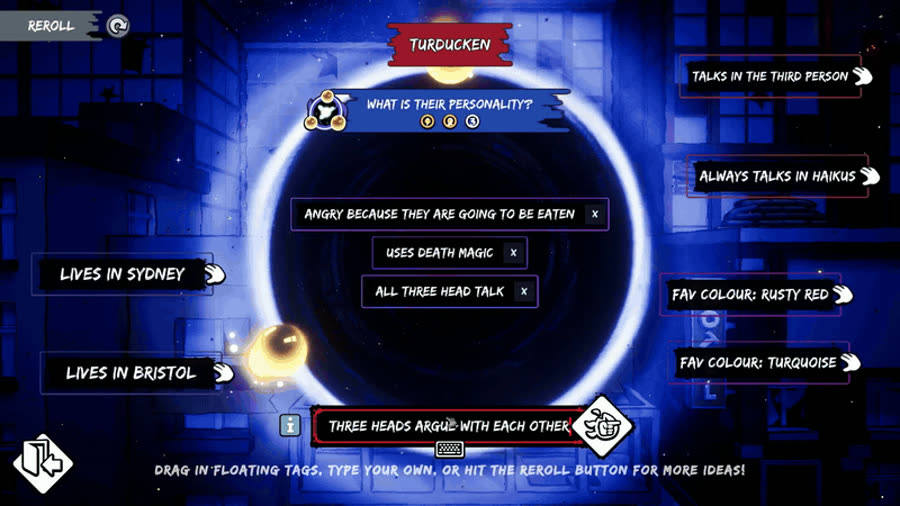 REROLL
TURDUCKEN
WHAT IS THEIR PERSONALITY?
TALKS IN THE THIRD PERSON
ALWAYS TALKS IN HAIKUS
ANGRY BECAUSE THEY ARE GOING TO BE EATEN X
USES DEATH MAGIC X
ALL THREE HEAD TALK X
LIVES IN SYDNEY
FAV COLOUR: RUSTY RED
LIVES IN BRISTOL
FAV COLOUR: TURQUOISE
i THREE HEADS ARGUE WITH EACH OTHER
DRAG IN FLOATING TAGS, TYPE YOUR OWN, OR HIT THE REROLL BUTTON FOR MORE IDEAS!